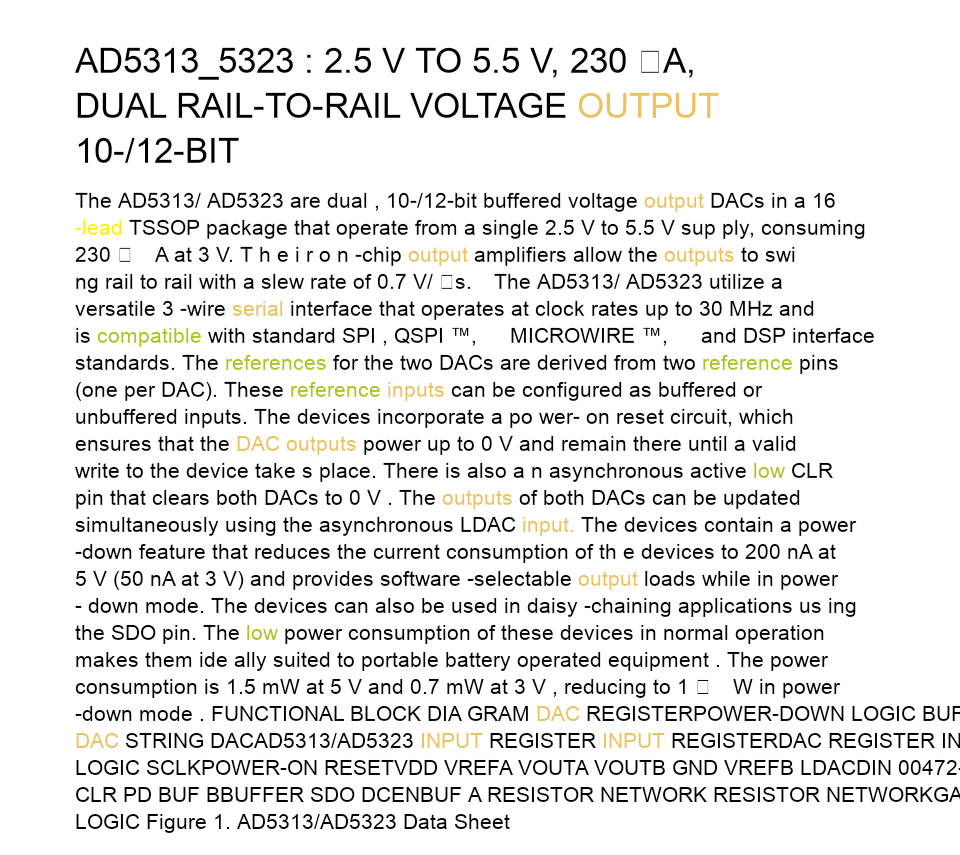 AD5313_5323 : 2.5 V TO 5.5 V, 230 □A,
DUAL RAIL-TO-RAIL VOLTAGE OUTPUT
10-/12-BIT
The AD5313/ AD5323 are dual , 10-/12-bit buffered voltage output DACs in a 16
-lead TSSOP package that operate from a single 2.5 V to 5.5 V sup ply, consuming
230 □ A at 3 V. T h e i r o n -chip output amplifiers allow the outputs to swi
ng rail to rail with a slew rate of 0.7 V/ □s. The AD5313/ AD5323 utilize a
versatile 3 -wire serial interface that operates at clock rates up to 30 MHz and
is compatible with standard SPI , QSPI ™, MICROWIRE ™, and DSP interface
standards. The references for the two DACs are derived from two reference pins
(one per DAC). These reference inputs can be configured as buffered or
unbuffered inputs. The devices incorporate a po wer- on reset circuit, which
ensures that the DAC outputs power up to 0 V and remain there until a valid
write to the device take s place. There is also a n asynchronous active low CLR
pin that clears both DACs to 0 V . The outputs of both DACs can be updated
simultaneously using the asynchronous LDAC input. The devices contain a power
-down feature that reduces the current consumption of th e devices to 200 nA at
5 V (50 nA at 3 V) and provides software -selectable output loads while in power
- down mode. The devices can also be used in daisy -chaining applications us ing
the SDO pin. The low power consumption of these devices in normal operation
makes them ide ally suited to portable battery operated equipment . The power
consumption is 1.5 mW at 5 V and 0.7 mW at 3 V , reducing to 1 □ W in power
-down mode . FUNCTIONAL BLOCK DIA GRAM DAC REGISTERPOWER-DOWN LOGIC BUF
DAC STRING DACAD5313/AD5323 INPUT REGISTER INPUT REGISTERDAC REGISTER IN
LOGIC SCLKPOWER-ON RESETVDD VREFA VOUTA VOUTB GND VREFB LDACDIN 00472-
CLR PD BUF BBUFFER SDO DCENBUF A RESISTOR NETWORK RESISTOR NETWORKGA
LOGIC Figure 1. AD5313/AD5323 Data Sheet